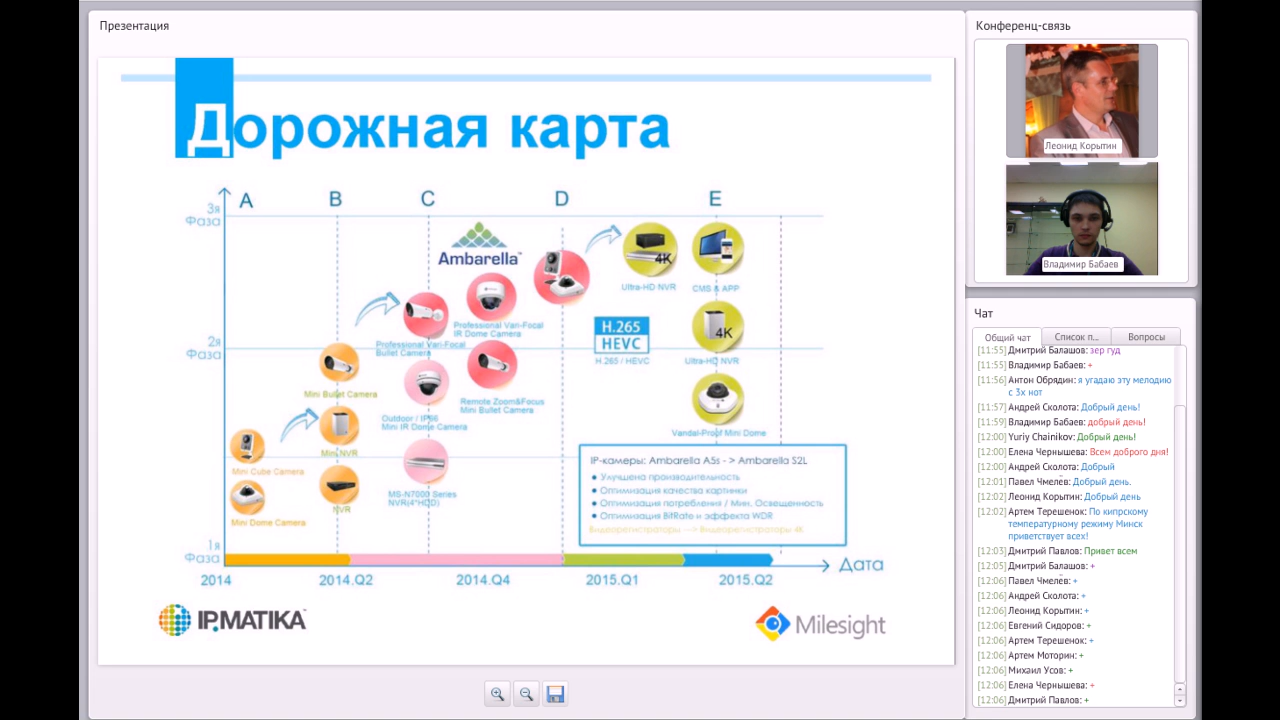 Презентация
Дорожная карта
A B C D E
3я
Фаза
Ambarella
4K
Ultra-HD NVR
CMS & APP
Professional Vari-Focal
IR Dome Camera
H.265
HEVC
H.265 / HEVC
Professional Vari-Focal
Bullet Camera
2я
Фаза
4K
Ultra-HD NVR
Mini Bullet Camera
Remote Zoom&Focus
Mini Bullet Camera
Outdoor / IP66
Mini IR Dome Camera
Vandal-Proof Mini Dome
Mini NVR
Mini Cube Camera
MS-N7000 Series
NVR(4*HDD)
NVR
Mini Dome Camera
IP-камеры: Ambarella A5s - > Ambarella S2L
Улучшена производительность
Оптимизация качества картинки
Оптимизация потребления / Мин. Освещенность
Оптимизация BitRate и эффекта WDR
Видеорегистраторы --> Видеорегистраторы 4K
1я
Фаза
Дата
2014 2014.Q2 2014.Q4 2015.Q1 2015.Q2
IPMATIKA
Milesight
Конференц-связь
Леонид Корытин
Владимир Бабаев
Чат
Общий чат Список п... Вопросы
[11:55] Дмитрий Балашов: зер гуд
[11:55] Владимир Бабаев: +
[11:56] Антон Обрядин: я угадаю эту мелодию
с 3х нот
[11:57] Андрей Сколота: Добрый день!
[11:59] Владимир Бабаев: добрый день!
[12:00] Yuriy Chainikov: Добрый день!
[12:00] Елена Чернышева: Всем доброго дня!
[12:00] Андрей Сколота: Добрый
[12:01] Павел Чмелёв: Добрый день.
[12:02] Леонид Корытин: Добрый день
[12:02] Артем Терешенок: По кипрскому
температурному режиму Минск
приветствует всех!
[12:03] Дмитрий Павлов: Привет всем
[12:05] Дмитрий Балашов: +
[12:06] Павел Чмелёв: +
[12:06] Андрей Сколота: +
[12:06] Леонид Корытин: +
[12:06] Евгений Сидоров: +
[12:06] Артем Терешенок: +
[12:06] Артем Моторин: +
[12:06] Михаил Усов: +
[12:06] Елена Чернышева: +
[12:06] Дмитрий Павлов: +